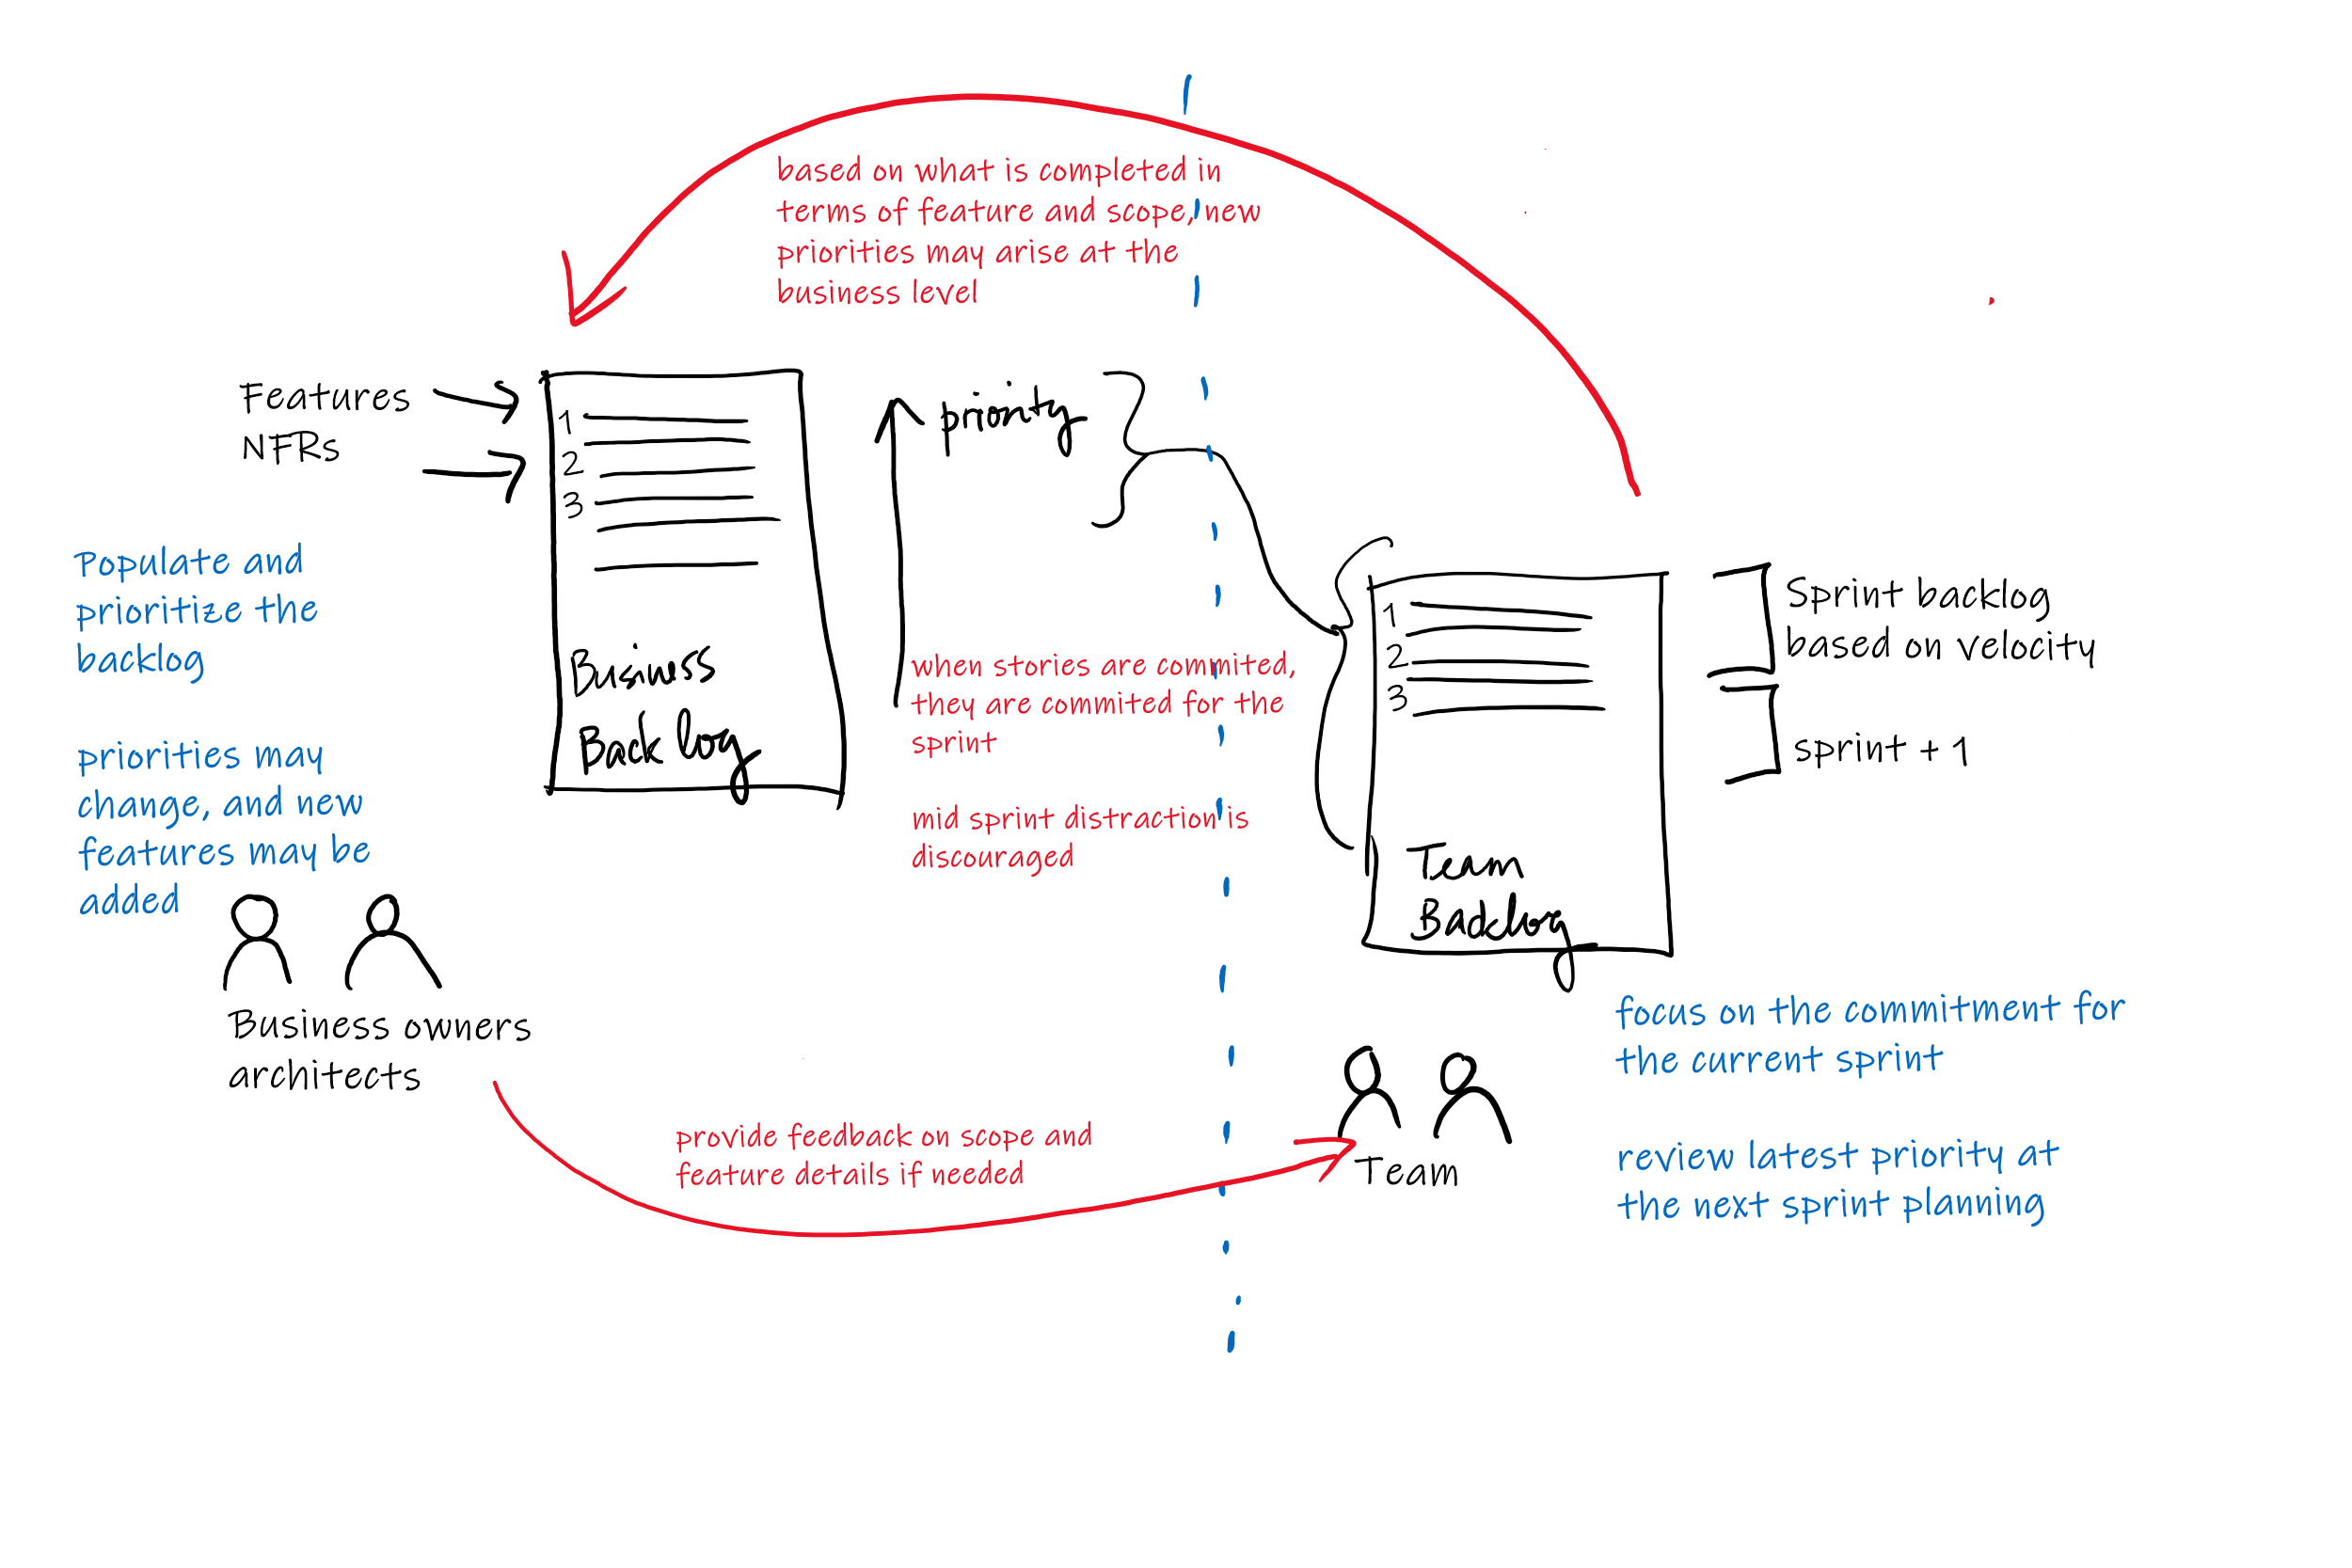 based on what is completed in
terms of feature and scope, new
priorities may arise at the
business level
Features
NFRs
1
2
3
Business
Back log
priority
Populate and
prioritize the
backlog
priorities may
change, and new
features may be
added
Business owners
architects
when stories are commited,
they are commited for the
sprint
mid sprint distraction is
discouraged
1
2
3
Team
Backlog
Sprint backlog
based on velocity
sprint + 1
focus on the commitment for
the current sprint
review latest priority at
the next sprint planning
provide feedback on scope and
feature details if needed
Team